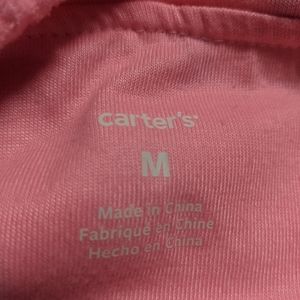 carter's
M
Made in China
Fabriqué en Chine
Hecho en China